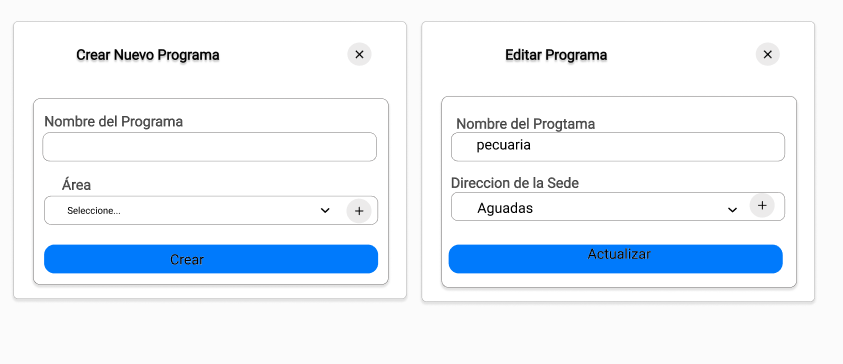 Crear Nuevo Programa
Nombre del Programa
Área
Seleccione...
Crear
Editar Programa
Nombre del Progtama
pecuaria
Direccion de la Sede
Aguadas
Actualizar